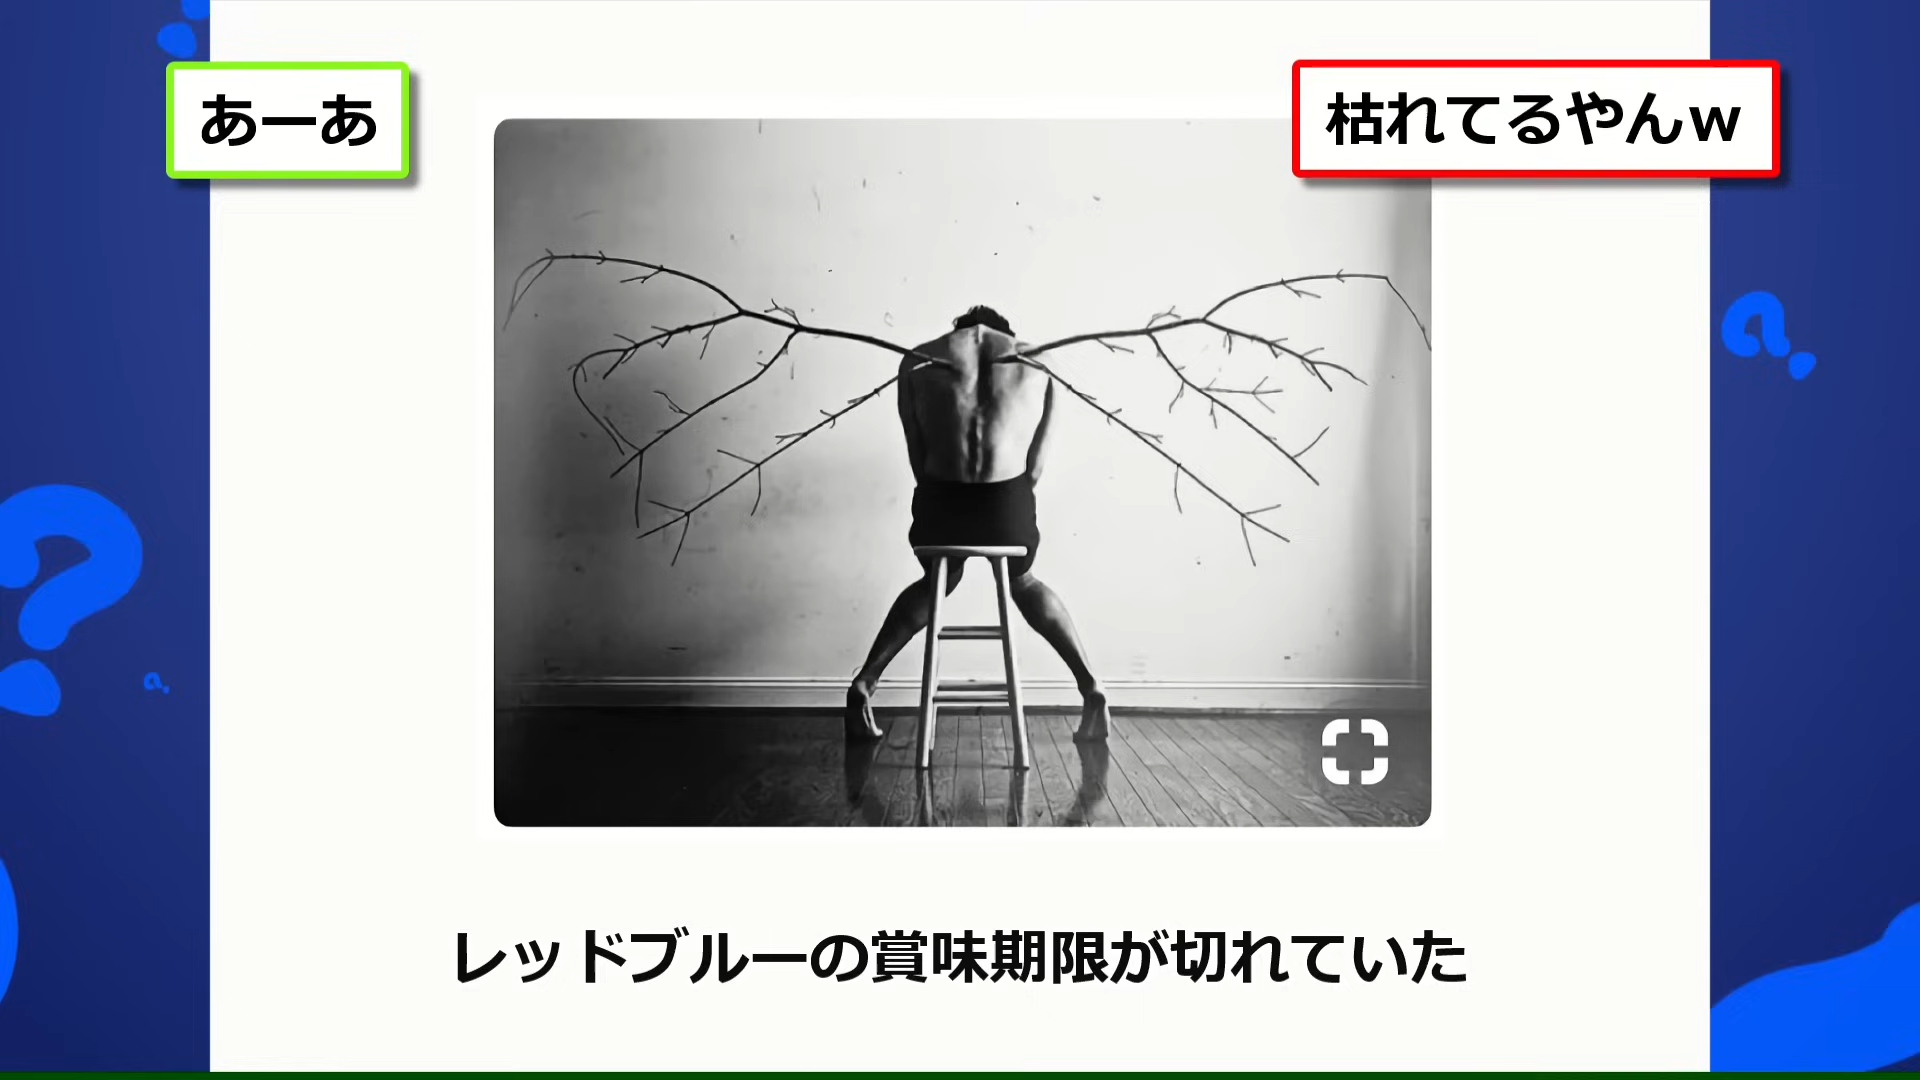 あーあ
枯れてるやんw
レッドブルーの賞味期限が切れていた